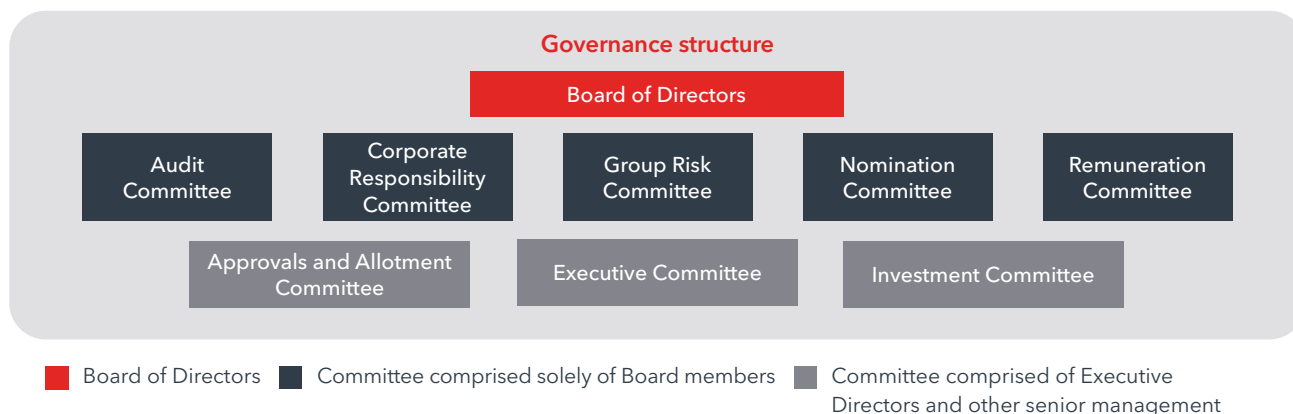 Governance structure
Board of Directors
Audit
Committee
Corporate
Responsibility
Committee
Group Risk
Committee
Nomination
Committee
Remuneration
Committee
Approvals and Allotment
Committee
Executive Committee
Investment Committee
Board of Directors
Committee comprised solely of Board members
Committee comprised of Executive
Directors and other senior management